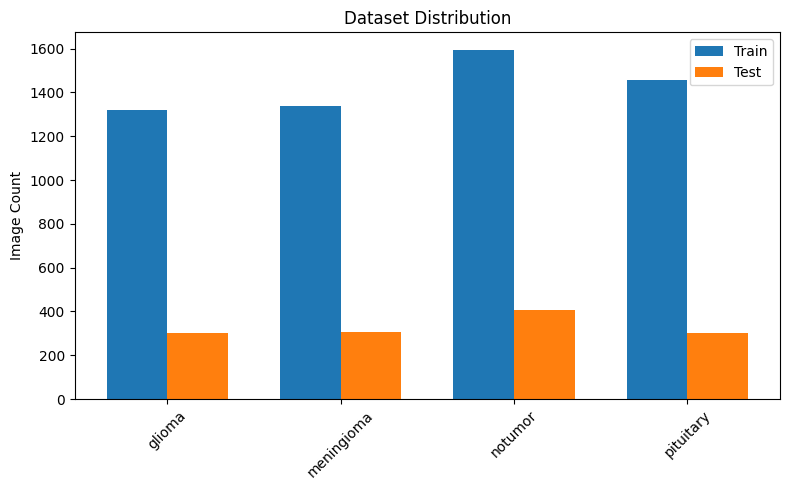 Dataset Distribution
Train
Test
Image Count
1600
1400
1200
1000
800
600
400
200
0
glioma
meningioma
notumor
pituitary